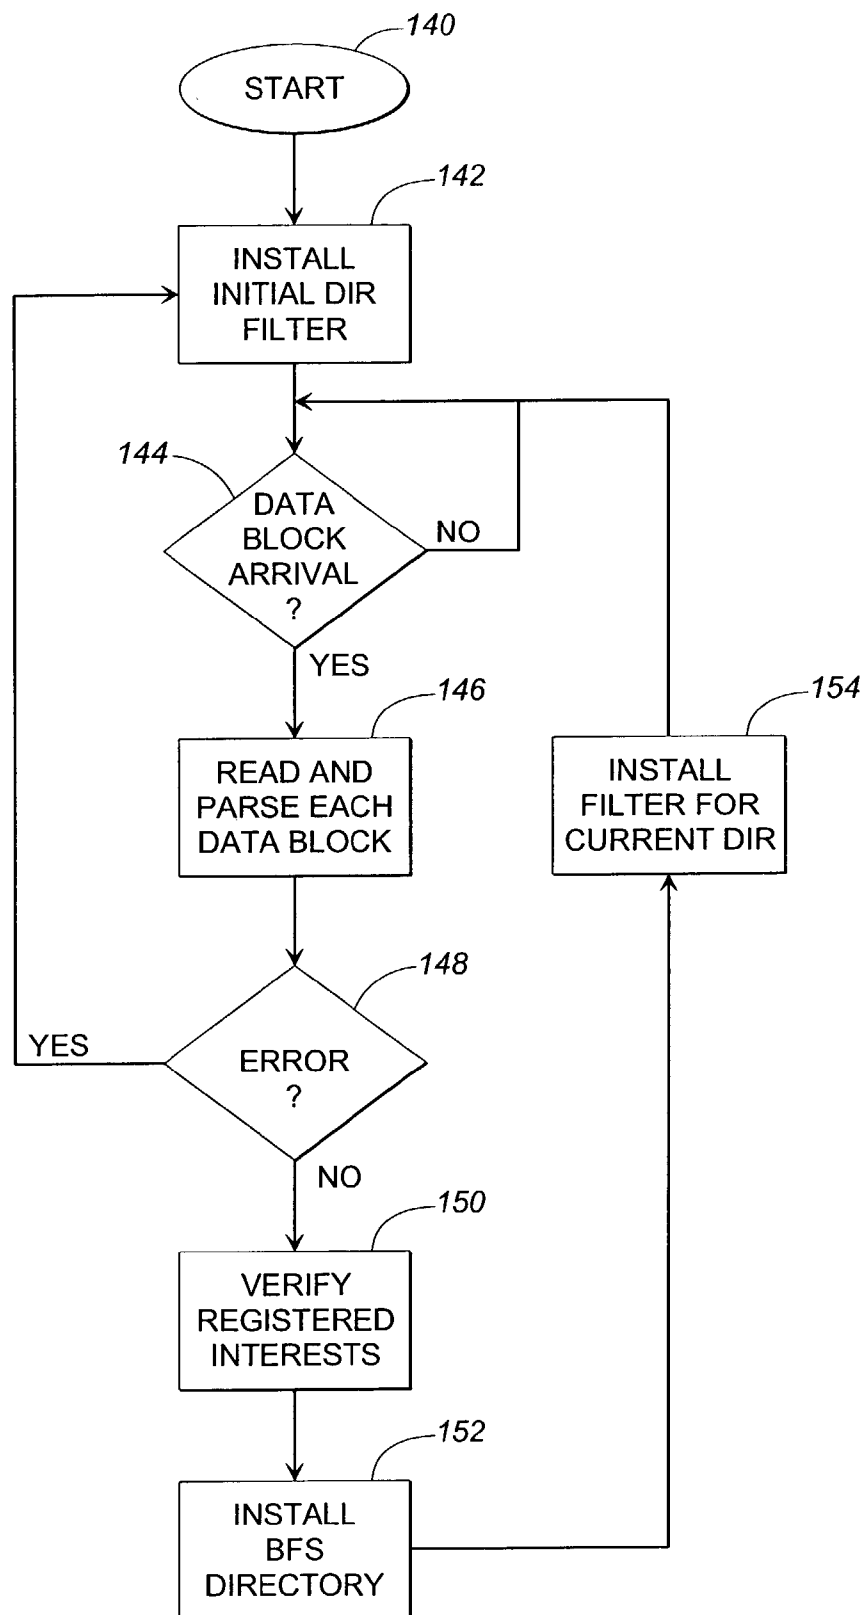 140
START
142
INSTALL
INITIAL DIR
FILTER
144
DATA
BLOCK
ARRIVAL
?
NO
YES
146
READ AND
PARSE EACH
DATA BLOCK
154
INSTALL
FILTER FOR
CURRENT DIR
148
ERROR
?
YES
NO
150
VERIFY
REGISTERED
INTERESTS
152
INSTALL
BFS
DIRECTORY